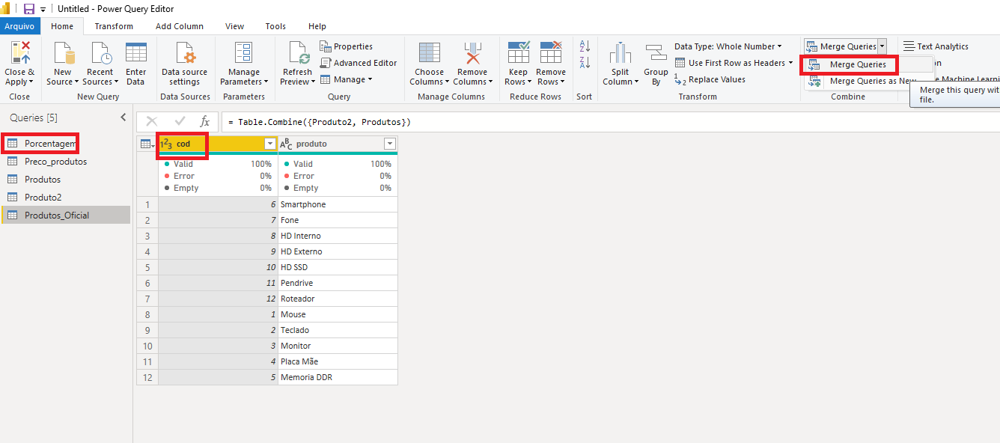 Untitled - Power Query Editor
Arquivo Home Transform Add Column View Tools Help
Close & Apply
Close
New Source
Recent Sources
Enter Data
New Query
Data source settings
Data Sources
Manage Parameters
Parameters
Refresh Preview
Properties
Advanced Editor
Manage
Query
Choose Columns
Remove Columns
Manage Columns
Keep Rows
Remove Rows
Reduce Rows
Sort
Split Column
Group By
Data Type: Whole Number
Use First Row as Headers
Replace Values
Transform
Merge Queries
Merge Queries
Merge Queries as New
Combine
Text Analytics
on
Machine Learni
Merge this query wit
file.
Queries [5]
Porcentagem
Preco_produtos
Produtos
Produto2
Produtos_Oficial
fx = Table.Combine({Produto2, Produtos})
123 cod ABC produto
Valid 100% Valid 100%
Error 0% Error 0%
Empty 0% Empty 0%
1 6 Smartphone
2 7 Fone
3 8 HD Interno
4 9 HD Externo
5 10 HD SSD
6 11 Pendrive
7 12 Roteador
8 1 Mouse
9 2 Teclado
10 3 Monitor
11 4 Placa Mãe
12 5 Memoria DDR